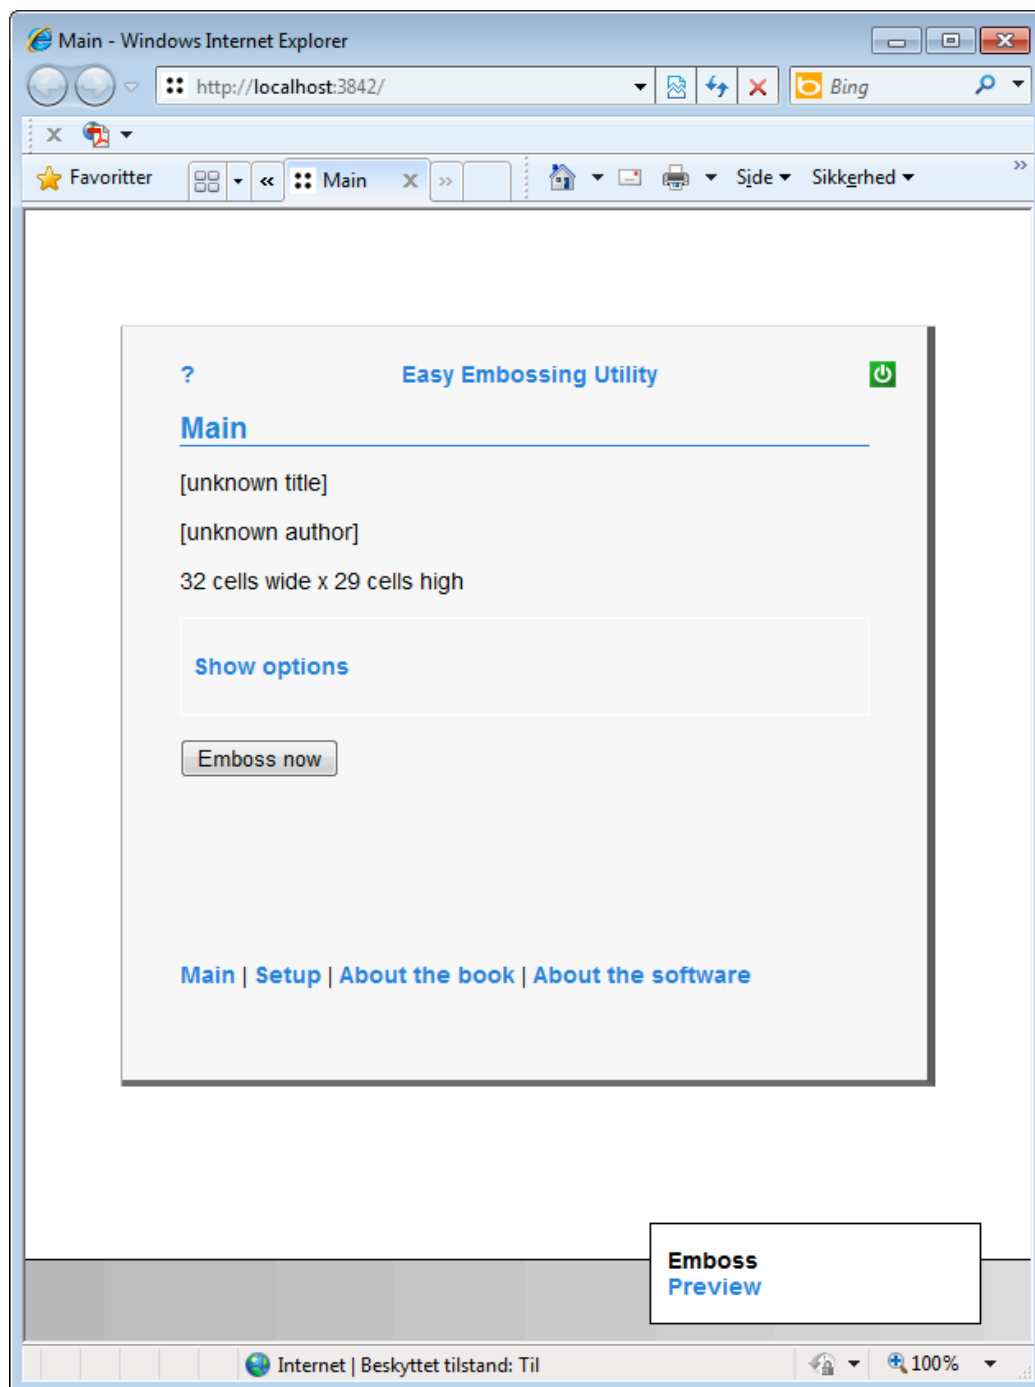 Main - Windows Internet Explorer
http://localhost:3842/
Bing
Favoritter
Main
Side
Sikkerhed
? Easy Embossing Utility
Main
[unknown title]
[unknown author]
32 cells wide x 29 cells high
Show options
Emboss now
Main | Setup | About the book | About the software
Emboss
Preview
Internet | Beskyttet tilstand: Til
100%